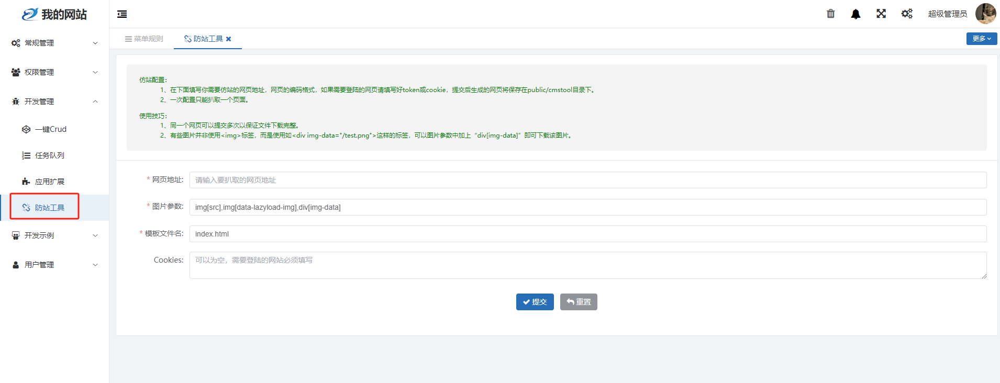 我的网站
超级管理员
常规管理
权限管理
开发管理
一键Crud
任务队列
应用扩展
防站工具
开发示例
用户管理
菜单规则
防站工具
更多
仿站配置：
1、在下面填写你需要仿站的网页地址，网页的编码格式，如果需要登陆的网页请填写好token或cookie，提交后生成的网页将保存在public/cmstool目录下。
2、一次配置只能扒取一个页面。
使用技巧：
1、同一个网页可以提交多次以保证文件下载完整。
2、有些图片并非使用<img>标签，而是使用如<div img-data="/test.png">这样的标签，可以图片参数中加上“div[img-data]”即可下载该图片。
* 网页地址: 请输入要扒取的网页地址
* 图片参数: img[src],img[data-lazyload-img],div[img-data]
* 模板文件名: index.html
Cookies: 可以为空，需要登陆的网站必须填写
提交 重置